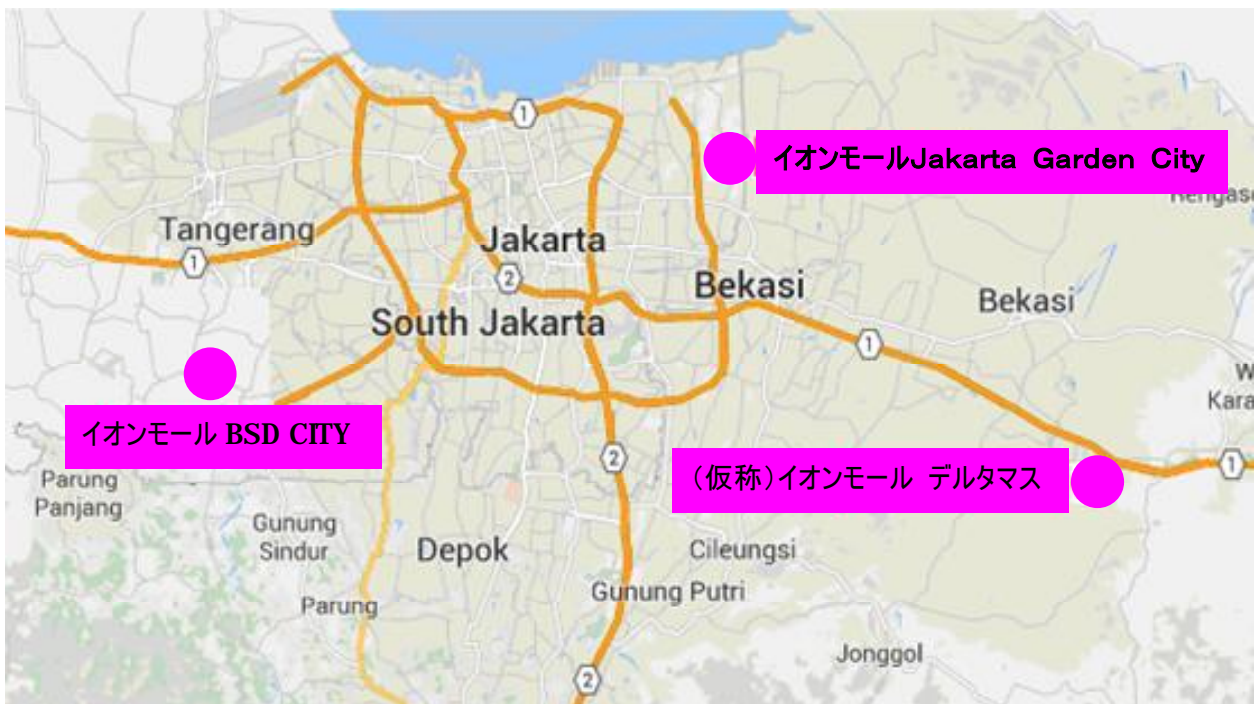 1
イオンモールJakarta Garden City
Tangerang
1
Jakarta
2
Bekasi
Bekasi
South Jakarta
1
イオンモール BSD CITY
2
1
(仮称)イオンモール デルタマス
Parung
Panjang
Gunung
Sindur
Depok
Cileungsi
Gunung Putri
Parung
Jonggol
2